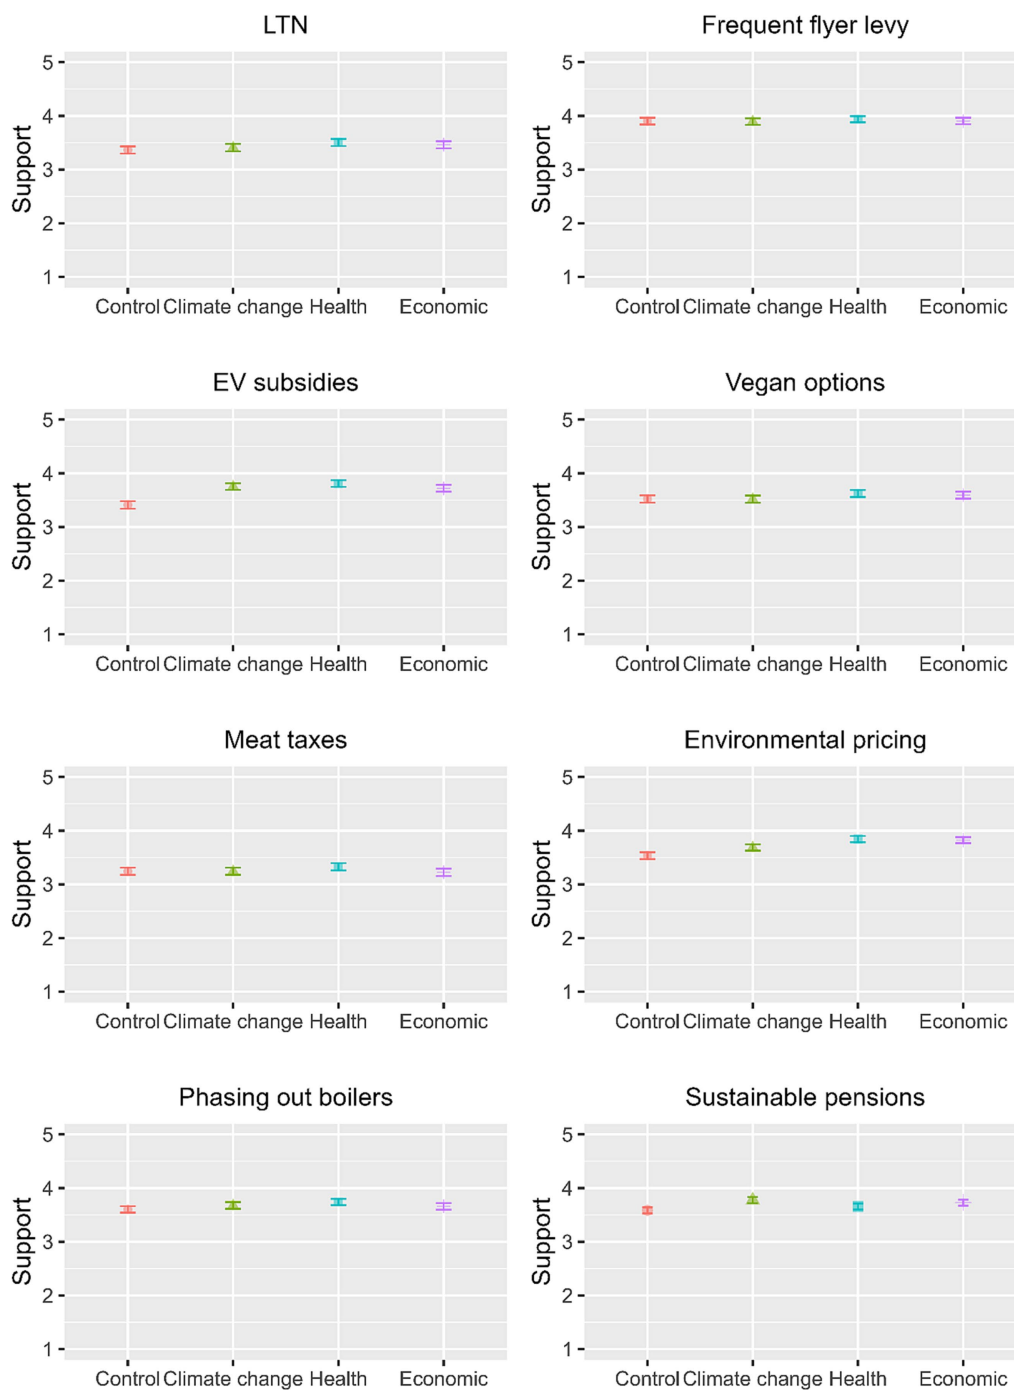 LTN
Support
5
4
3
2
1
Control Climate change Health Economic
Frequent flyer levy
Support
5
4
3
2
1
Control Climate change Health Economic
EV subsidies
Support
5
4
3
2
1
Control Climate change Health Economic
Vegan options
Support
5
4
3
2
1
Control Climate change Health Economic
Meat taxes
Support
5
4
3
2
1
Control Climate change Health Economic
Environmental pricing
Support
5
4
3
2
1
Control Climate change Health Economic
Phasing out boilers
Support
5
4
3
2
1
Control Climate change Health Economic
Sustainable pensions
Support
5
4
3
2
1
Control Climate change Health Economic